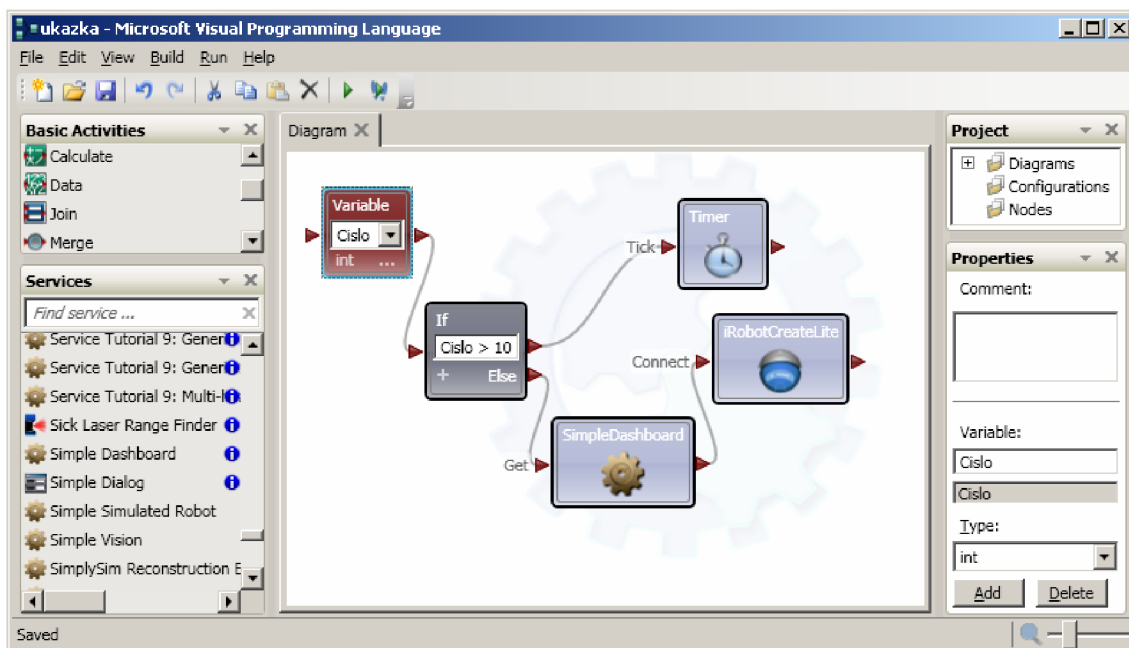 ukazka - Microsoft Visual Programming Language
File Edit View Build Run Help
Basic Activities
Calculate
Data
Join
Merge
Services
Find service ...
Service Tutorial 9: Gener
Service Tutorial 9: Gener
Service Tutorial 9: Multi-
Sick Laser Range Finder
Simple Dashboard
Simple Dialog
Simple Simulated Robot
Simple Vision
SimplySim Reconstruction E
Diagram
Variable
Cislo
int ...
If
Cislo > 10
+ Else
Tick
Timer
Connect
iRobotCreateLite
Get
SimpleDashboard
Project
Diagrams
Configurations
Nodes
Properties
Comment:
Variable:
Cislo
Cislo
Type:
int
Add Delete
Saved